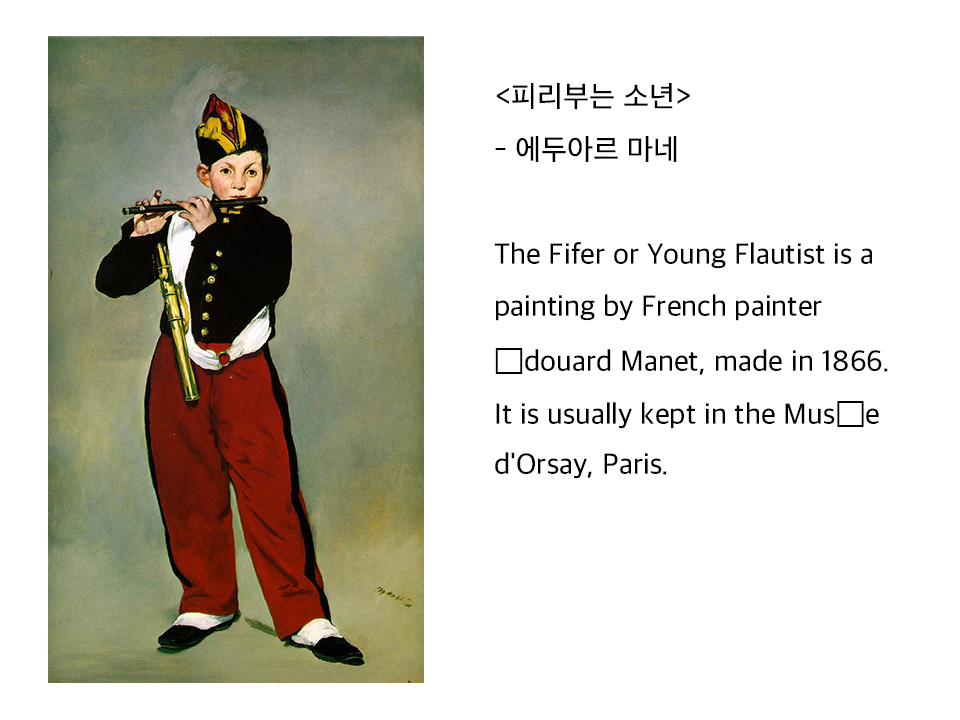 <피리부는 소년>
- 에두아르 마네
The Fifer or Young Flautist is a
painting by French painter
□douard Manet, made in 1866.
It is usually kept in the Mus□e
d'Orsay, Paris.